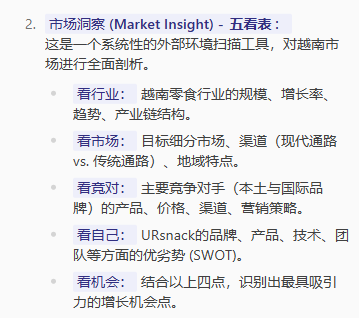 2. 市场洞察 (Market Insight) - 五看表：
这是一个系统性的外部环境扫描工具，对越南市
场进行全面剖析。
• 看行业： 越南零食行业的规模、增长率、
趋势、产业链结构。
• 看市场： 目标细分市场、渠道（现代通路
vs. 传统通路）、地域特点。
• 看竞对： 主要竞争对手（本土与国际品
牌）的产品、价格、渠道、营销策略。
• 看自己： URsnack的品牌、产品、技术、团
队等方面的优劣势 (SWOT)。
• 看机会： 结合以上四点，识别出最具吸引
力的增长机会点。